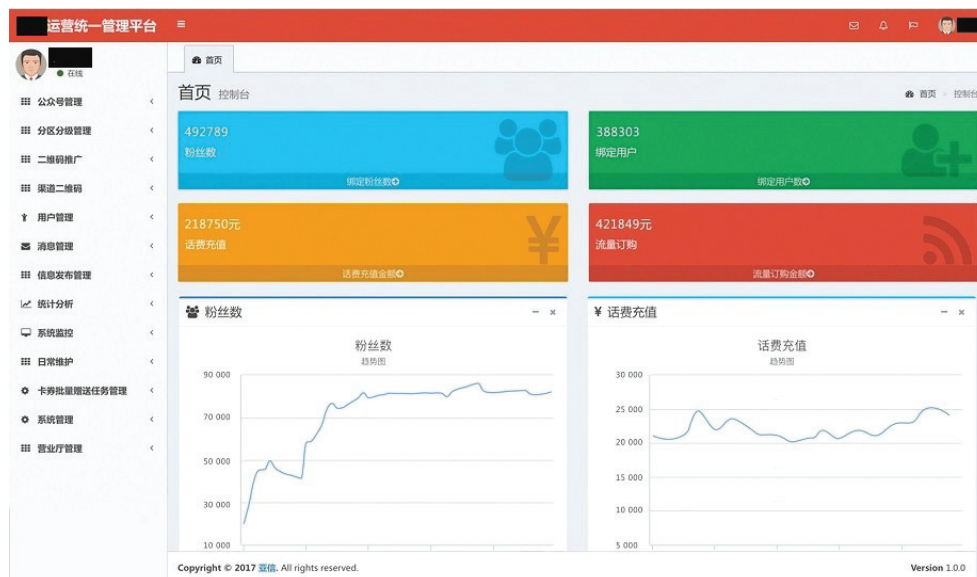 运营统一管理平台
在线
公众号管理
分区分级管理
二维码推广
渠道二维码
用户管理
消息管理
信息发布管理
统计分析
系统监控
日常维护
卡券批量赠送任务管理
系统管理
营业厅管理
首页
首页 控制台
首页 > 控制台
492789
粉丝数
绑定粉丝数
388303
绑定用户
绑定用户数
218750元
话费充值
话费充值金额
421849元
流量订购
流量订购金额
粉丝数
粉丝数
趋势图
90 000
70 000
50 000
30 000
10 000
¥ 话费充值
话费充值
趋势图
30 000
25 000
20 000
15 000
10 000
5 000
Copyright © 2017 亚信. All rights reserved.
Version 1.0.0